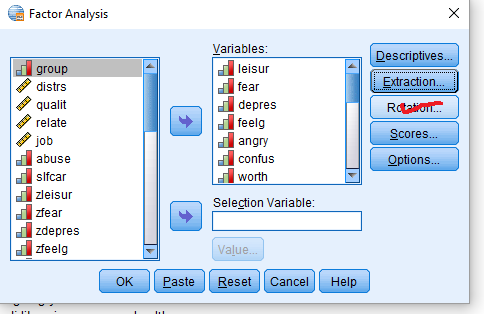 Factor Analysis
Variables:
group
distrs
qualit
relate
job
abuse
slfcar
zleisur
zfear
zdepres
zfeelg
leisur
fear
depres
feelg
angry
confus
worth
Selection Variable:
Value...
Descriptives...
Extraction...
Rotation...
Scores...
Options...
OK
Paste
Reset
Cancel
Help